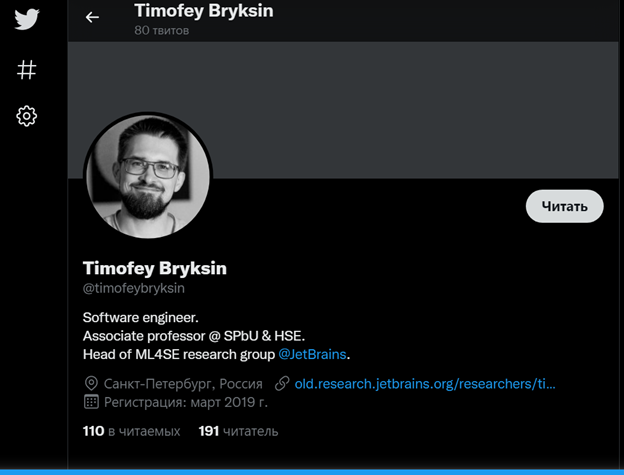 Timofey Bryksin
80 твитов
Читать
Timofey Bryksin
@timofeybryksin
Software engineer.
Associate professor @ SPbU & HSE.
Head of ML4SE research group @JetBrains.
Санкт-Петербург, Россия old.research.jetbrains.org/researchers/ti...
Регистрация: март 2019 г.
110 в читаемых 191 читатель